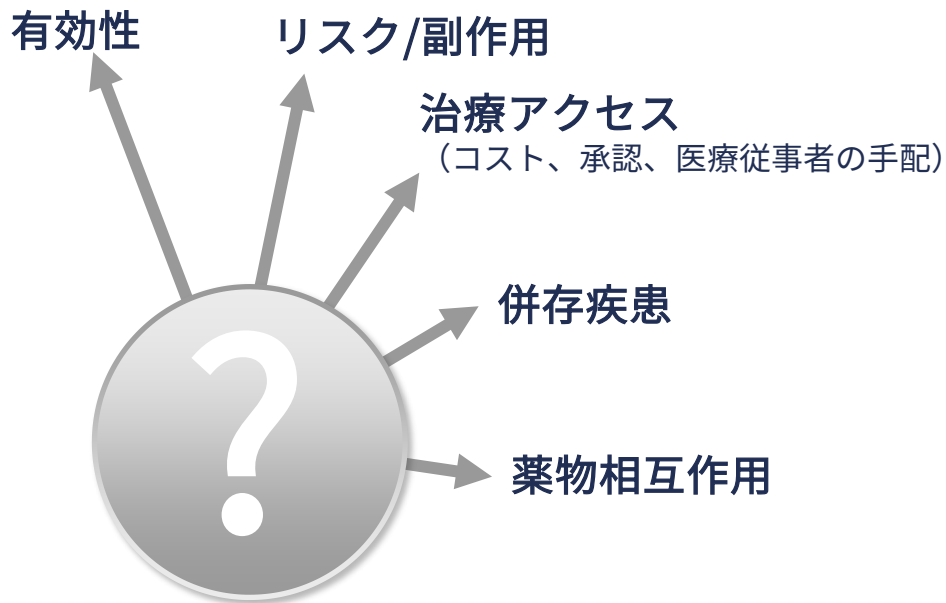 有効性
リスク/副作用
治療アクセス
（コスト、承認、医療従事者の手配）
併存疾患
?
薬物相互作用